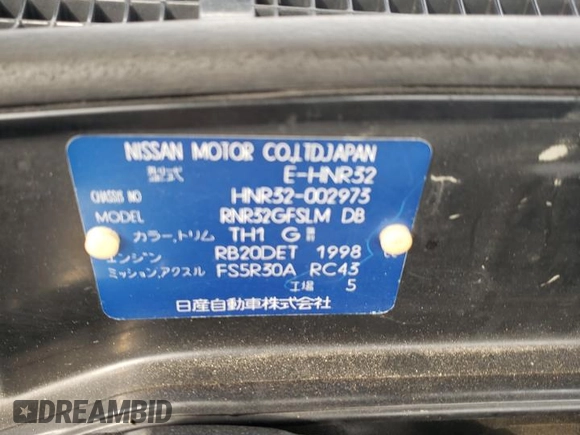 NISSAN MOTOR CO.,LTD.JAPAN
型式 E-HNR32
CHASSIS NO HNR32-002973
MODEL RNR32GFSLM DB
カラー,トリム TH1 G
エンジン RB20DET 1998 cc
ミッション,アクスル FS5R30A RC43
工場 5
日産自動車株式会社
DREAMBID